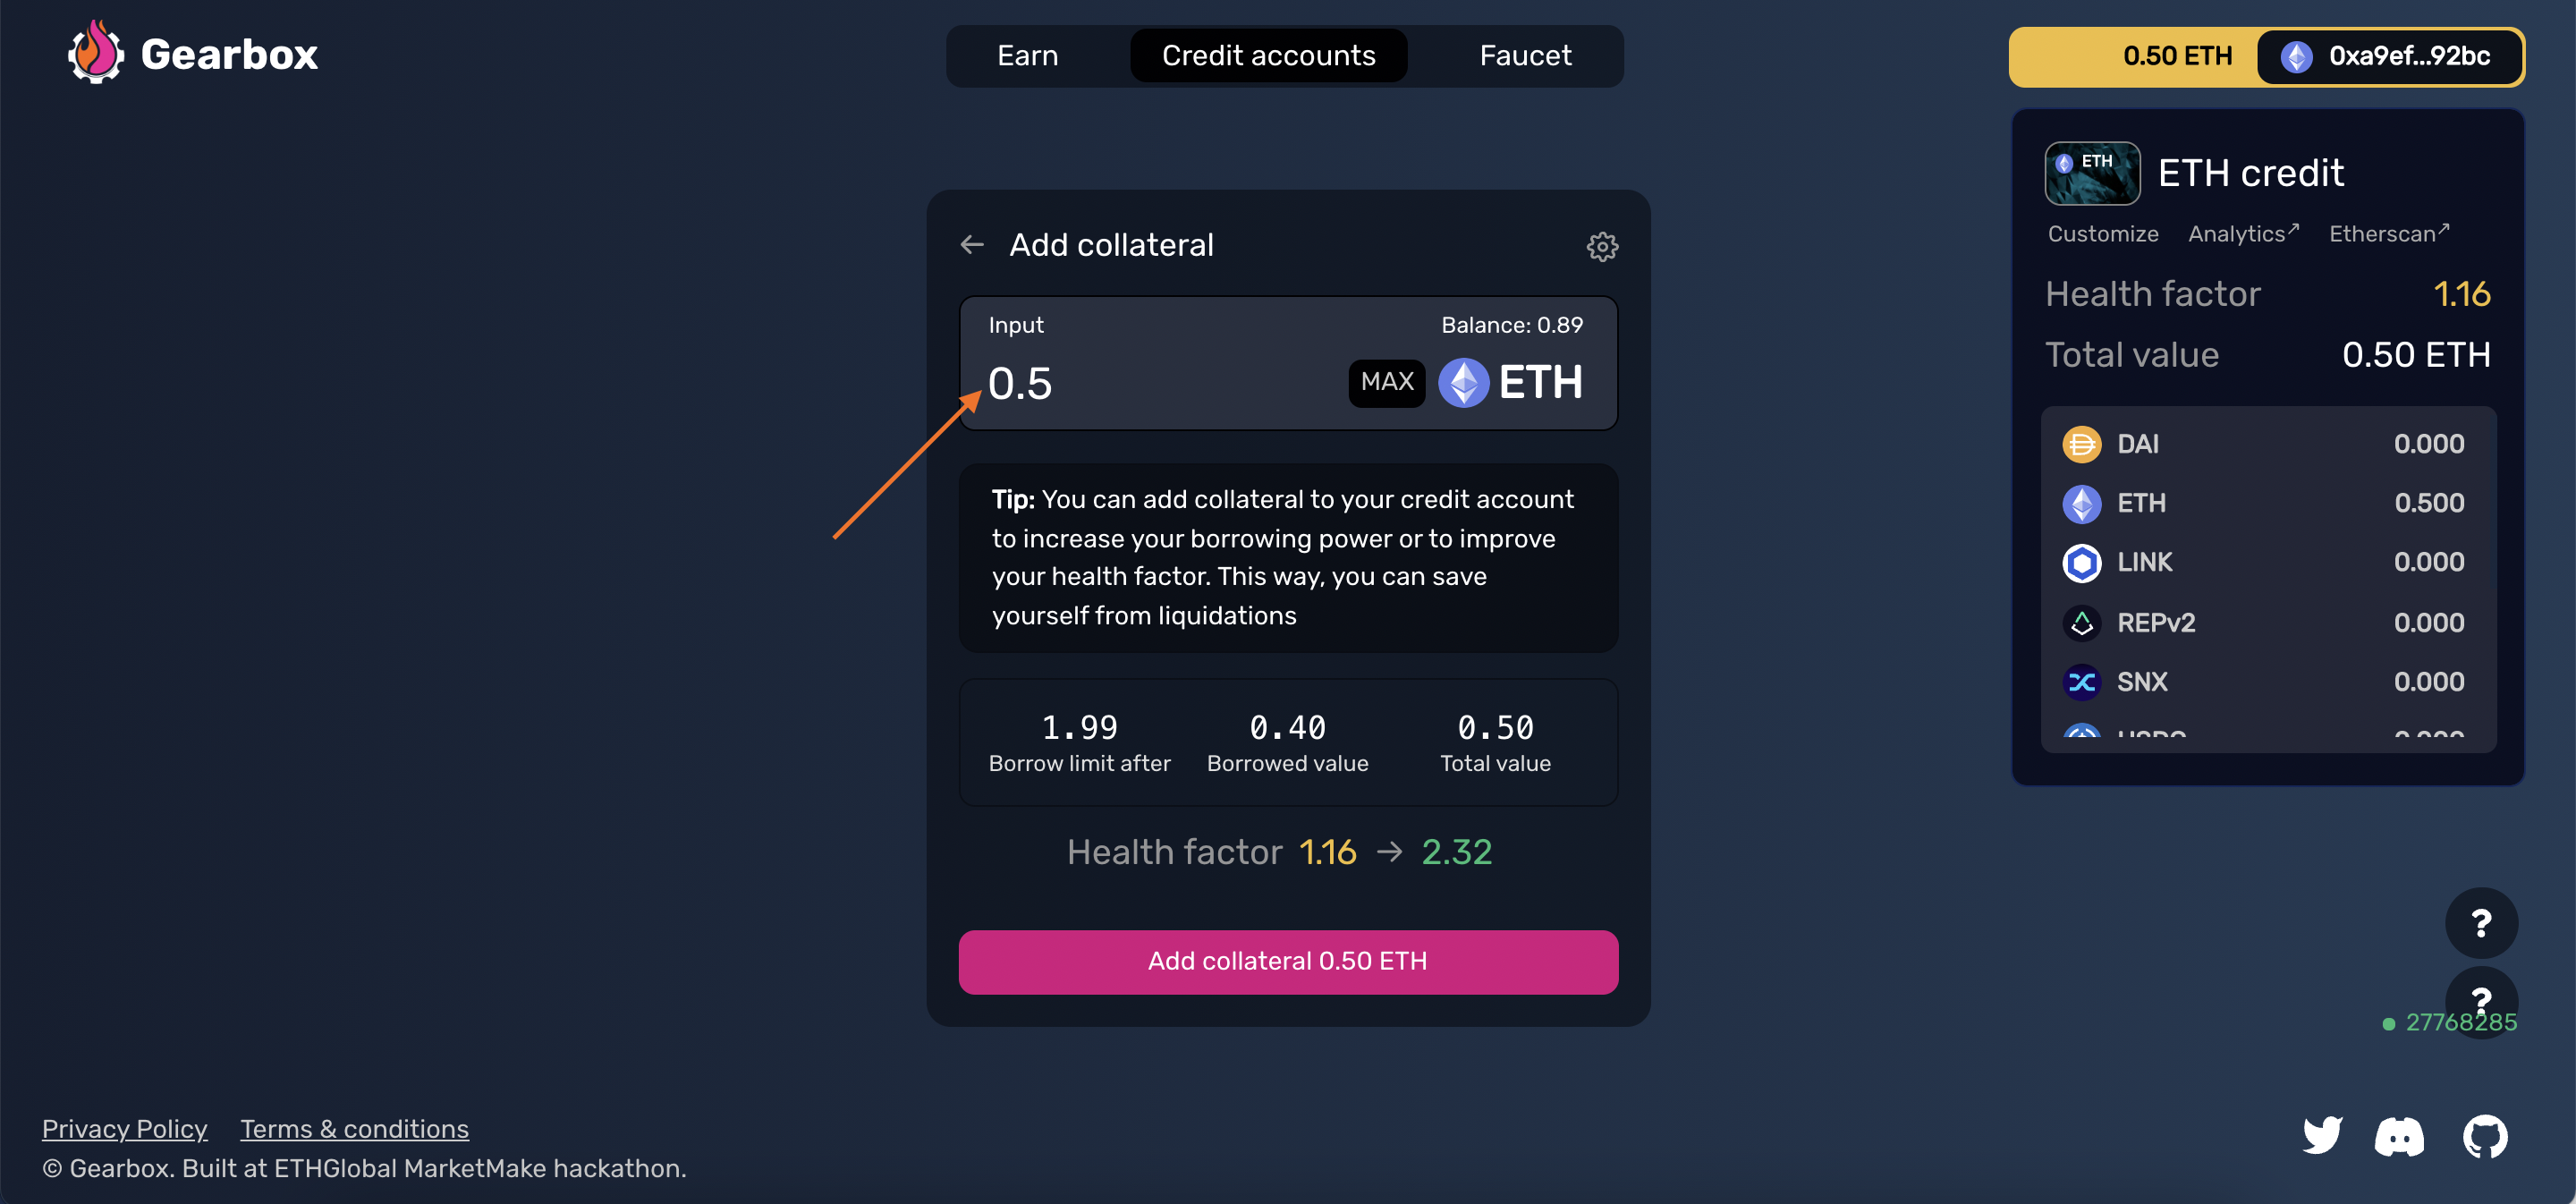 Gearbox
Earn
Credit accounts
Faucet
0.50 ETH
0xa9ef...92bc
ETH
ETH credit
Customize
Analytics↗
Etherscan↗
Health factor
1.16
Total value
0.50 ETH
DAI
0.000
ETH
0.500
LINK
0.000
REPv2
0.000
SNX
0.000
← Add collateral
Input
Balance: 0.89
0.5
MAX
ETH
Tip: You can add collateral to your credit account
to increase your borrowing power or to improve
your health factor. This way, you can save
yourself from liquidations
1.99
Borrow limit after
0.40
Borrowed value
0.50
Total value
Health factor 1.16 → 2.32
Add collateral 0.50 ETH
?
?
27768285
Privacy Policy
Terms & conditions
© Gearbox. Built at ETHGlobal MarketMake hackathon.